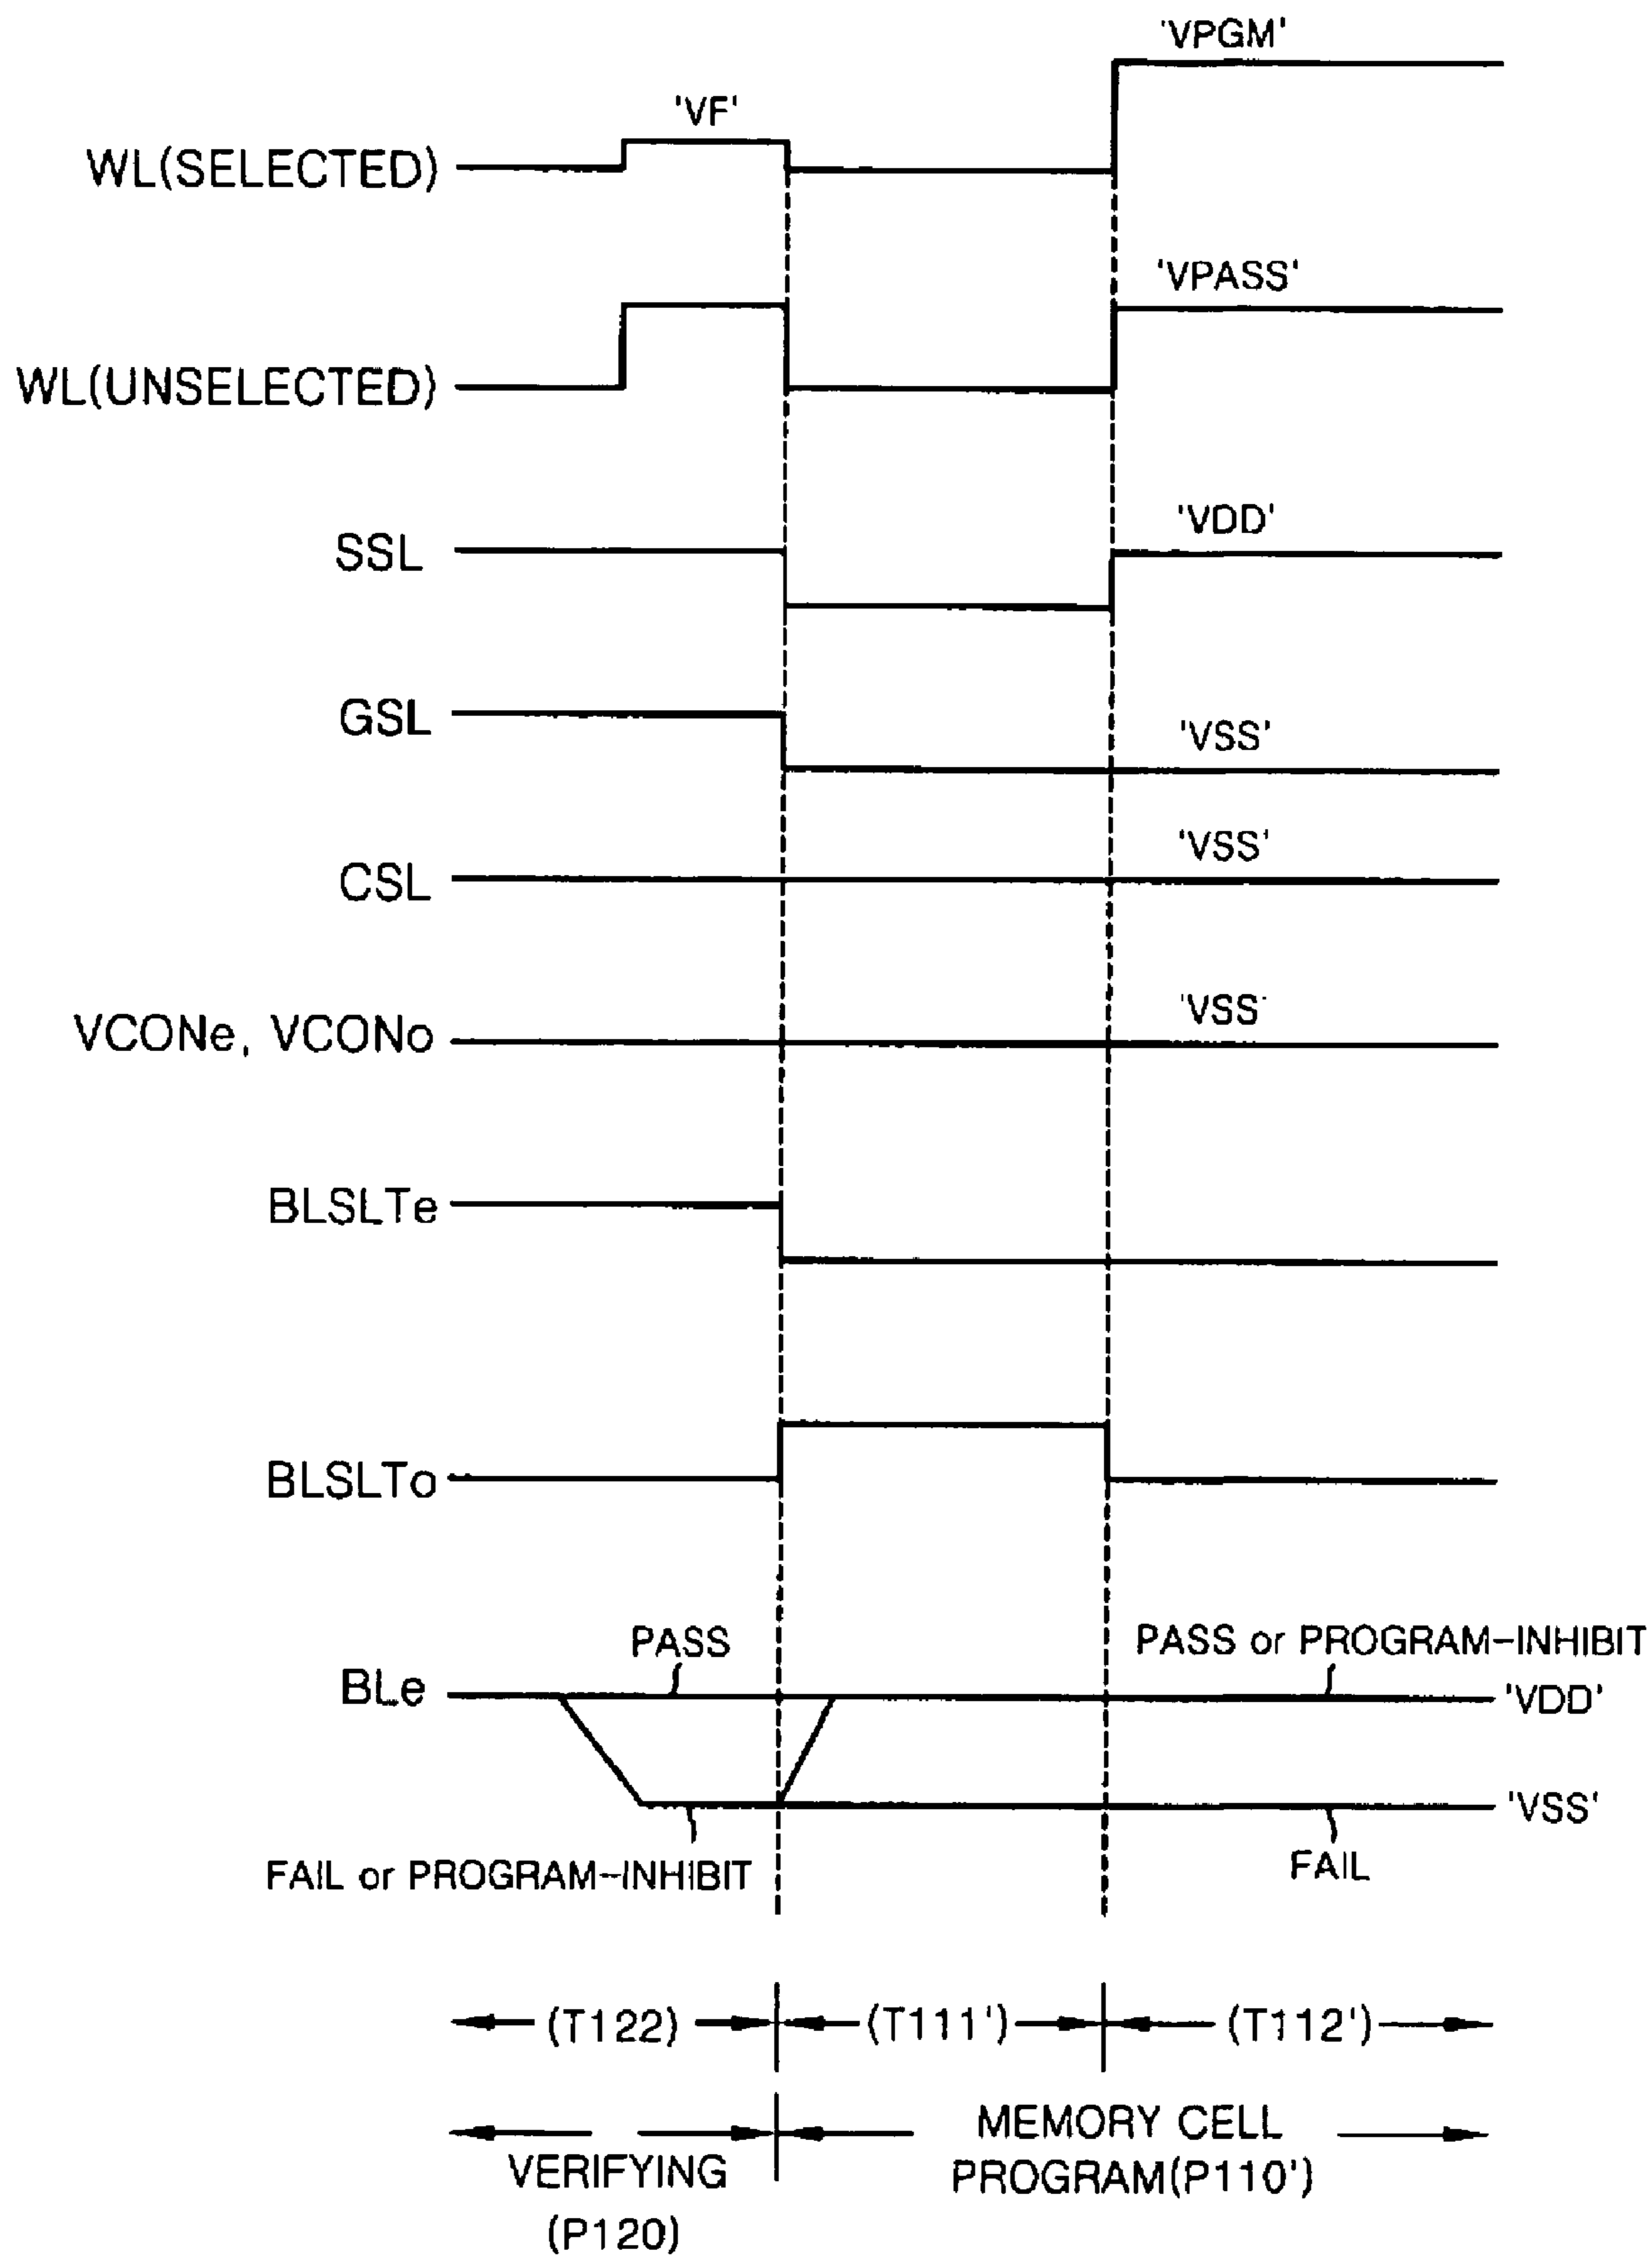 'VPGM'
'VF'
WL(SELECTED)
'VPASS'
WL(UNSELECTED)
'VDD'
SSL
GSL
'VSS'
'VSS'
CSL
'VSS'
VCONe, VCONo
BLSLTe
BLSLTo
PASS
PASS or PROGRAM-INHIBIT
BLe
'VDD'
'VSS'
FAIL or PROGRAM-INHIBIT
FAIL
(T122) (T111') (T112')
VERIFYING
(P120)
MEMORY CELL
PROGRAM(P110')